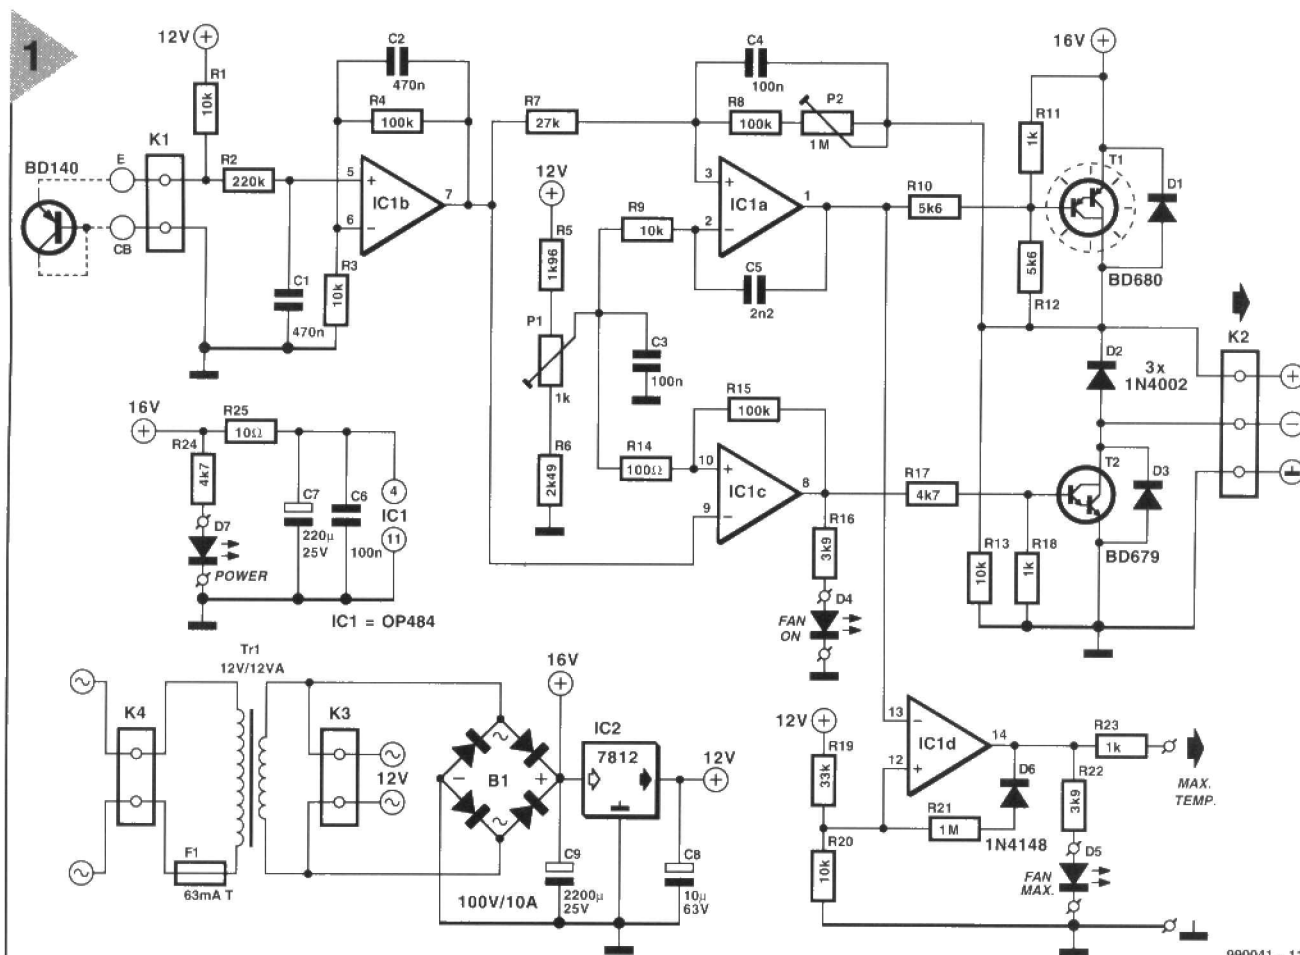 1
12V
R1
10k
K1
BD140
E
CB
R2
220k
C1
470n
C2
470n
R4
100k
5
+
6
−
IC1b
7
R3
10k
R7
27k
C4
100n
R8
100k
P2
1M
12V
R5
1k96
P1
1k
R6
2k49
R9
10k
3
+
2
−
IC1a
1
C5
2n2
C3
100n
R14
100Ω
R15
100k
10
+
9
−
IC1c
8
R10
5k6
16V
R11
1k
T1
D1
5k6
R12
BD680
D2
3x
1N4002
K2
+
−
T2
D3
BD679
R17
4k7
R16
3k9
D4
FAN
ON
R13
10k
R18
1k
16V
R25
10Ω
R24
4k7
D7
POWER
C7
220µ
25V
C6
100n
4
IC1
11
IC1 = OP484
Tr1
12V/12VA
K4
F1
63mA T
K3
12V
~
B1
−
+
~
100V/10A
16V
IC2
7812
12V
C9
2200µ
25V
C8
10µ
63V
12V
R19
33k
R20
10k
13
−
12
+
IC1d
14
R21
1M
D6
1N4148
R23
1k
R22
3k9
D5
FAN
MAX.
MAX.
TEMP.